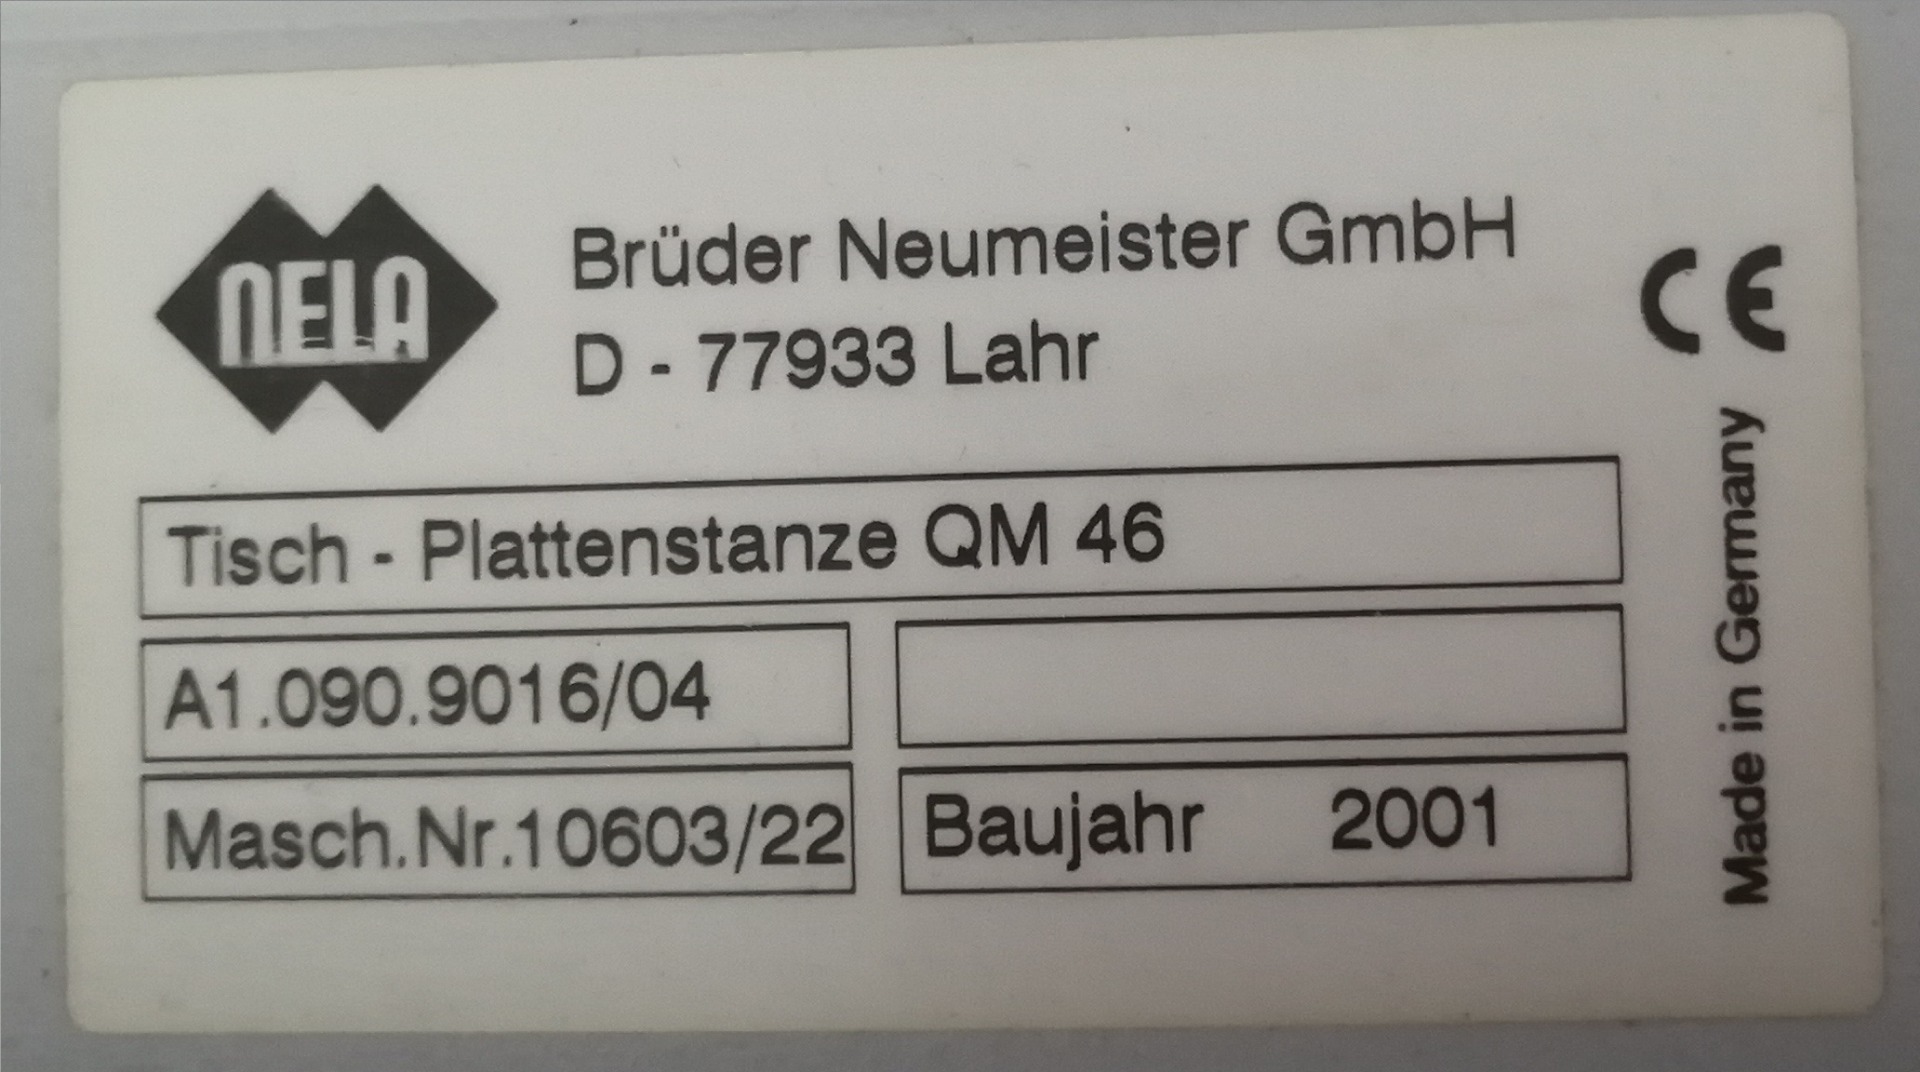 NELA
Brüder Neumeister GmbH
D - 77933 Lahr
CE
Tisch - Plattenstanze QM 46
A1.090.9016/04
Masch.Nr.10603/22
Baujahr 2001
Made in Germany